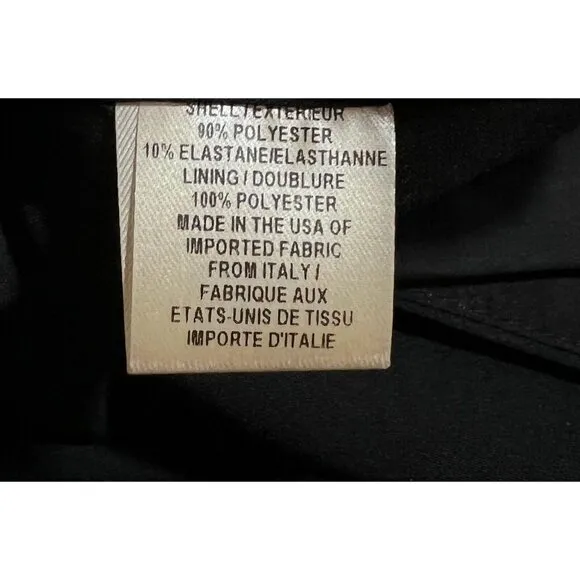 SHELL/EXTERIEUR
90% POLYESTER
10% ELASTANE/ELASTHANNE
LINING / DOUBLURE
100% POLYESTER
MADE IN THE USA OF
IMPORTED FABRIC
FROM ITALY /
FABRIQUE AUX
ETATS-UNIS DE TISSU
IMPORTE D'ITALIE